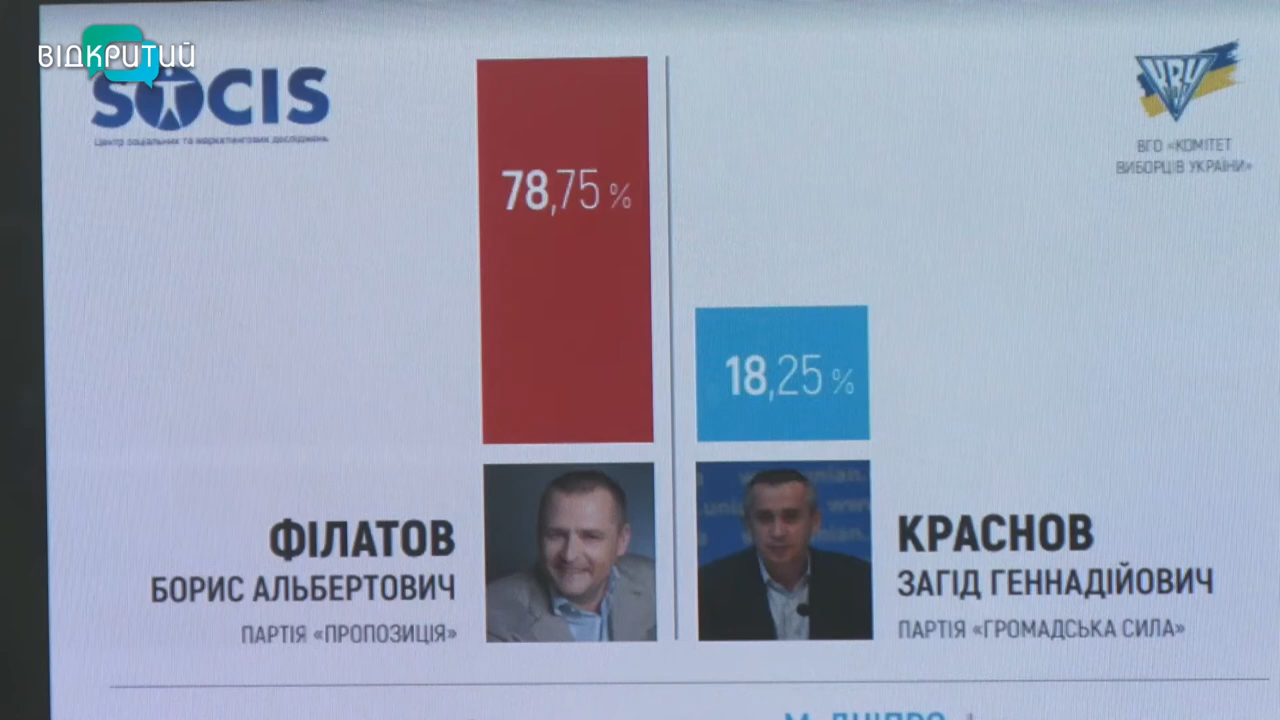 ВІДКРИТИЙ
SOCIS
Центр соціальних та маркетингових досліджень
ВГО «КОМІТЕТ
ВИБОРЦІВ УКРАЇНИ»
78,75 %
18,25 %
ФІЛАТОВ
БОРИС АЛЬБЕРТОВИЧ
ПАРТІЯ «ПРОПОЗИЦІЯ»
КРАСНОВ
ЗАГІД ГЕННАДІЙОВИЧ
ПАРТІЯ «ГРОМАДСЬКА СИЛА»
М. ДНІПРО